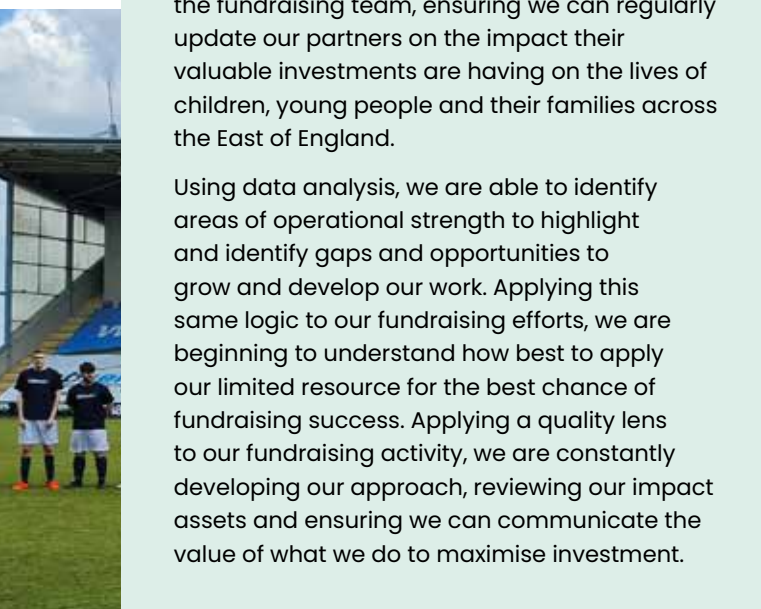 the fundraising team, ensuring we can regularly
update our partners on the impact their
valuable investments are having on the lives of
children, young people and their families across
the East of England.
Using data analysis, we are able to identify
areas of operational strength to highlight
and identify gaps and opportunities to
grow and develop our work. Applying this
same logic to our fundraising efforts, we are
beginning to understand how best to apply
our limited resource for the best chance of
fundraising success. Applying a quality lens
to our fundraising activity, we are constantly
developing our approach, reviewing our impact
assets and ensuring we can communicate the
value of what we do to maximise investment.